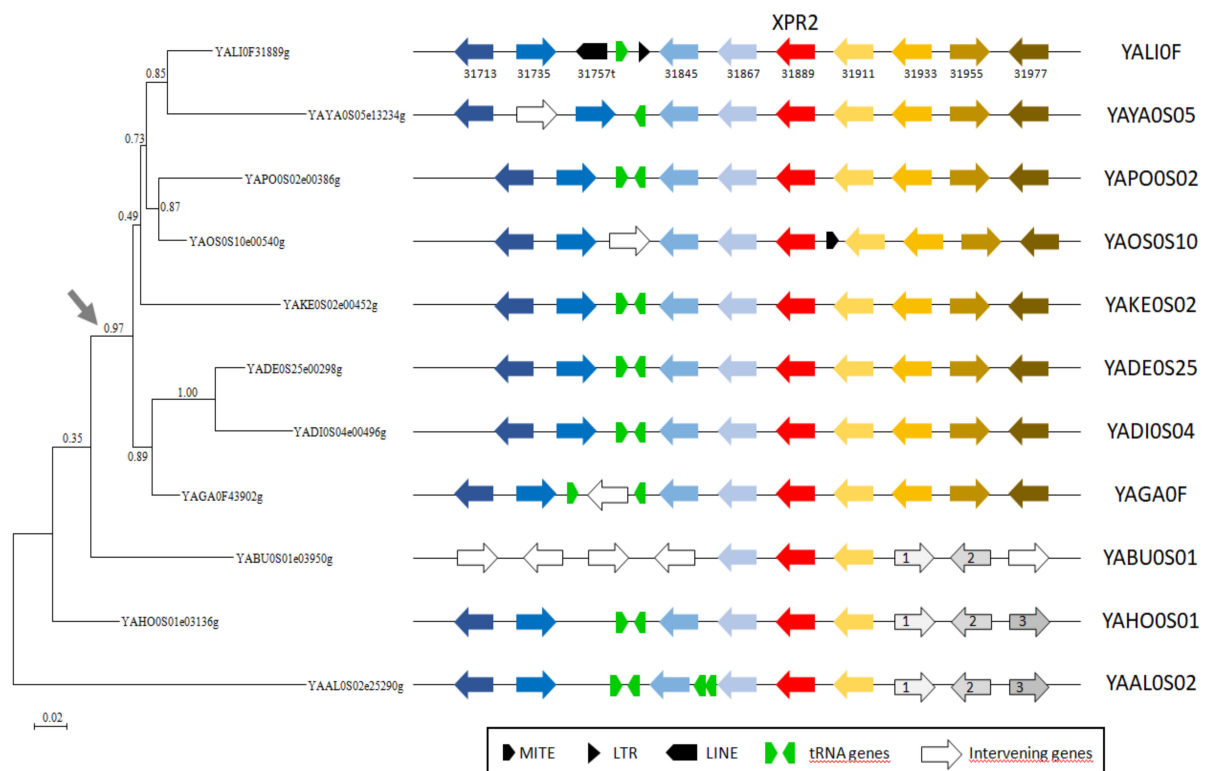 XPR2
YALI0F31889g
YALI0F
0.85
31713 31735 31757t 31845 31867 31889 31911 31933 31955 31977
YAYA0S05e13234g
YAYA0S05
0.73
YAPO0S02e00386g
YAPO0S02
0.87
0.49
YAOS0S10e00540g
YAOS0S10
YAKE0S02e00452g
YAKE0S02
0.97
YADE0S25e00298g
YADE0S25
1.00
YADI0S04e00496g
YADI0S04
0.35
0.89
YAGA0F43902g
YAGA0F
YABU0S01e03950g
1 2
YABU0S01
YAHO0S01e03136g
1 2 3
YAHO0S01
YAAL0S02e25290g
1 2 3
YAAL0S02
0.02
MITE LTR LINE tRNA genes Intervening genes